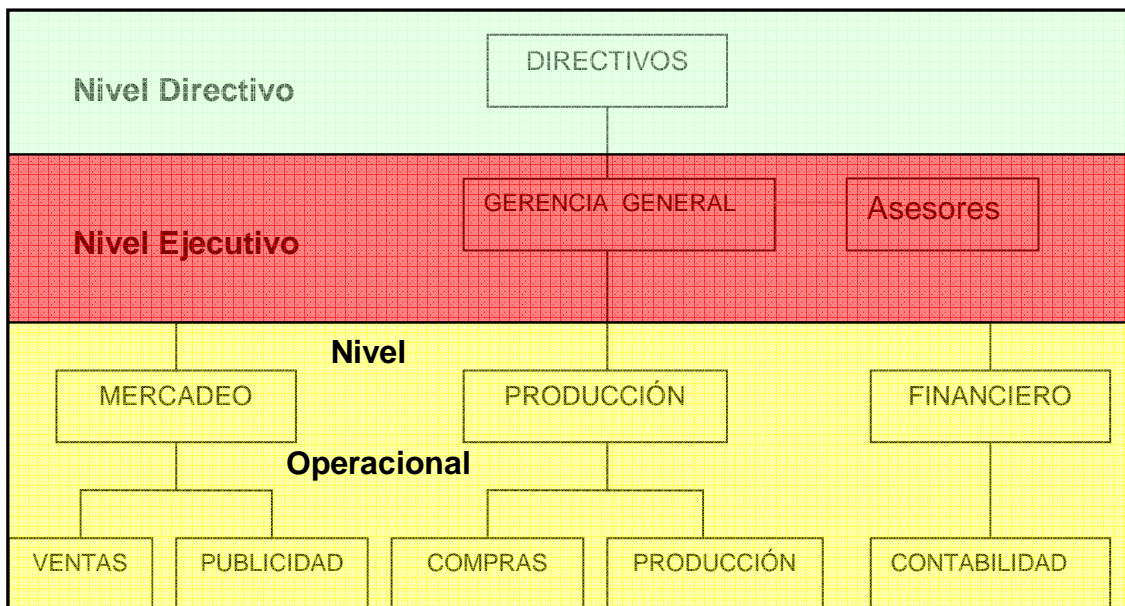 DIRECTIVOS
Nivel Directivo
GERENCIA GENERAL
Asesores
Nivel Ejecutivo
Nivel
MERCADEO
PRODUCCIÓN
FINANCIERO
Operacional
VENTAS
PUBLICIDAD
COMPRAS
PRODUCCIÓN
CONTABILIDAD